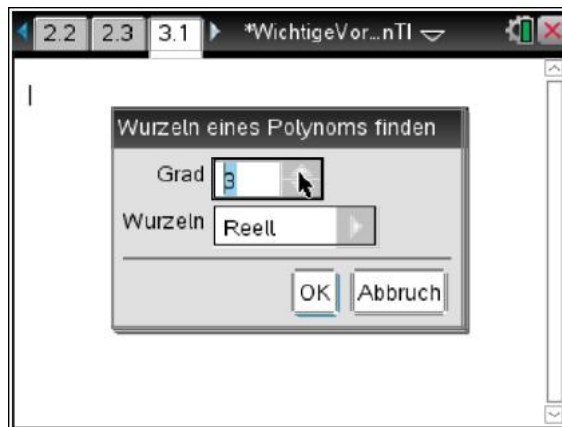 2.2 2.3 3.1 *WichtigeVor...nTI
Wurzeln eines Polynoms finden
Grad 3
Wurzeln Reell
OK Abbruch